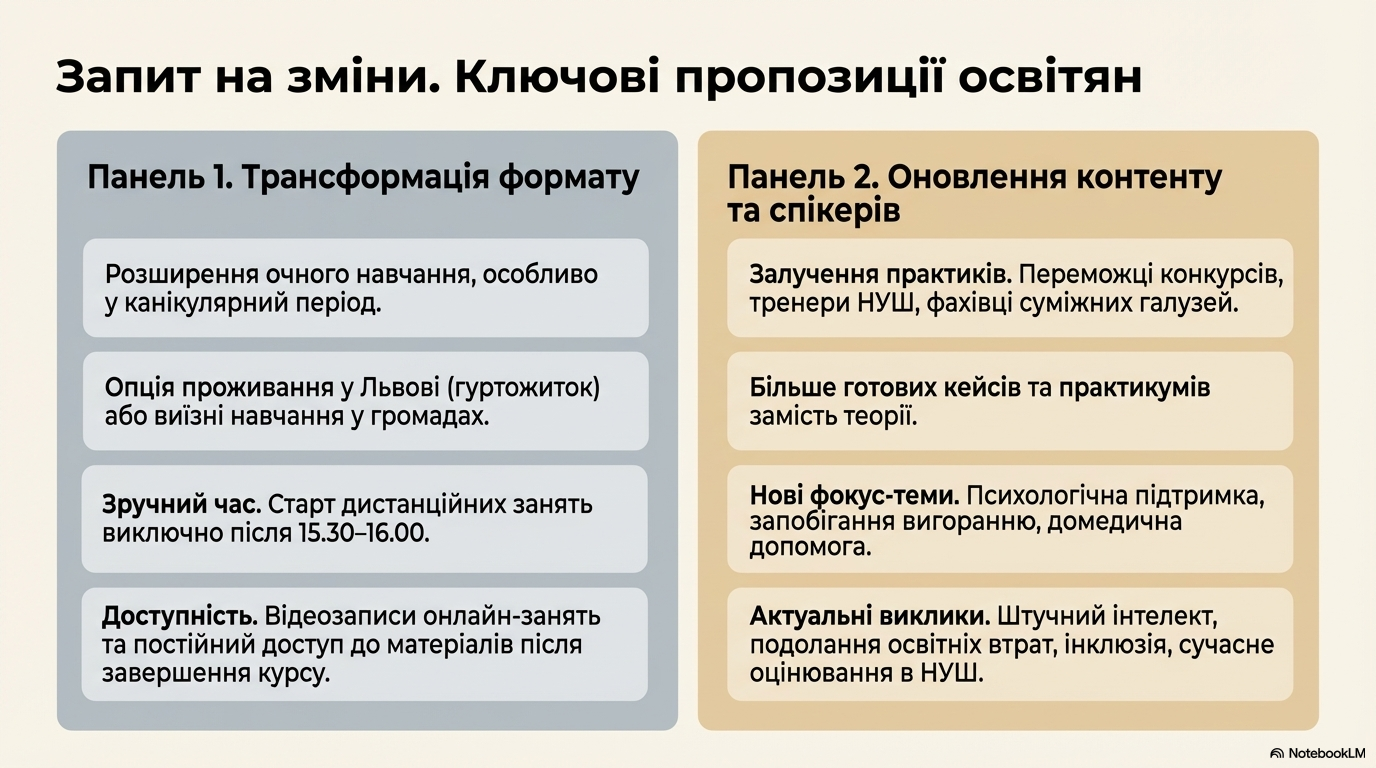 Запит на зміни. Ключові пропозиції освітян
Панель 1. Трансформація формату
Розширення очного навчання, особливо
у канікулярний період.
Опція проживання у Львові (гуртожиток)
або виїзні навчання у громадах.
Зручний час. Старт дистанційних занять
виключно після 15.30–16.00.
Доступність. Відеозаписи онлайн-занять
та постійний доступ до матеріалів після
завершення курсу.
Панель 2. Оновлення контенту
та спікерів
Залучення практиків. Переможці конкурсів,
тренери НУШ, фахівці суміжних галузей.
Більше готових кейсів та практикумів
замість теорії.
Нові фокус-теми. Психологічна підтримка,
запобігання вигоранню, домедична
допомога.
Актуальні виклики. Штучний інтелект,
подолання освітніх втрат, інклюзія, сучасне
оцінювання в НУШ.
NotebookLM